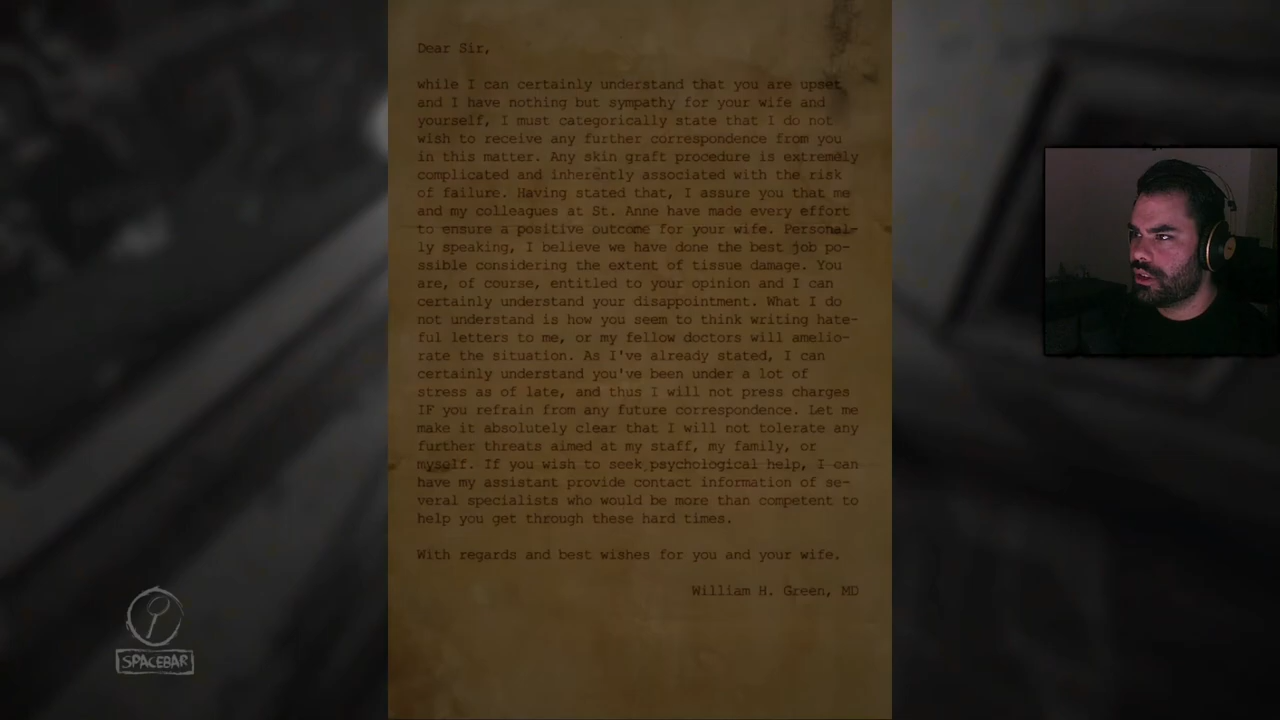 Dear Sir,
while I can certainly understand that you are upset
and I have nothing but sympathy for your wife and
yourself, I must categorically state that I do not
wish to receive any further correspondence from you
in this matter. Any skin graft procedure is extremely
complicated and inherently associated with the risk
of failure. Having stated that, I assure you that me
and my colleagues at St. Anne have made every effort
to ensure a positive outcome for your wife. Personal-
ly speaking, I believe we have done the best job po-
ssible considering the extent of tissue damage. You
are, of course, entitled to your opinion and I can
certainly understand your disappointment. What I do
not understand is how you seem to think writing hate-
ful letters to me, or my fellow doctors will amelio-
rate the situation. As I've already stated, I can
certainly understand you've been under a lot of
stress as of late, and thus I will not press charges
IF you refrain from any future correspondence. Let me
make it absolutely clear that I will not tolerate any
further threats aimed at my staff, my family, or
myself. If you wish to seek psychological help, I can
have my assistant provide contact information of se-
veral specialists who would be more than competent to
help you get through these hard times.
With regards and best wishes for you and your wife.
William H. Green, MD
SPACEBAR